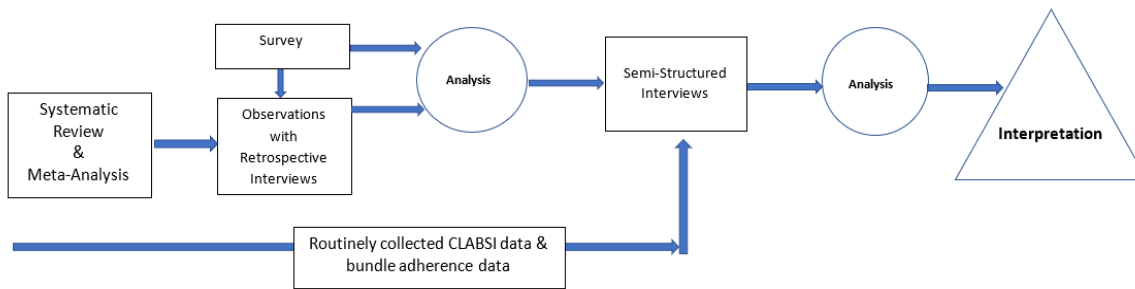 Survey
Systematic
Review
&
Meta-Analysis
Observations
with
Retrospective
Interviews
Analysis
Semi-Structured
Interviews
Analysis
Interpretation
Routinely collected CLABSI data &
bundle adherence data